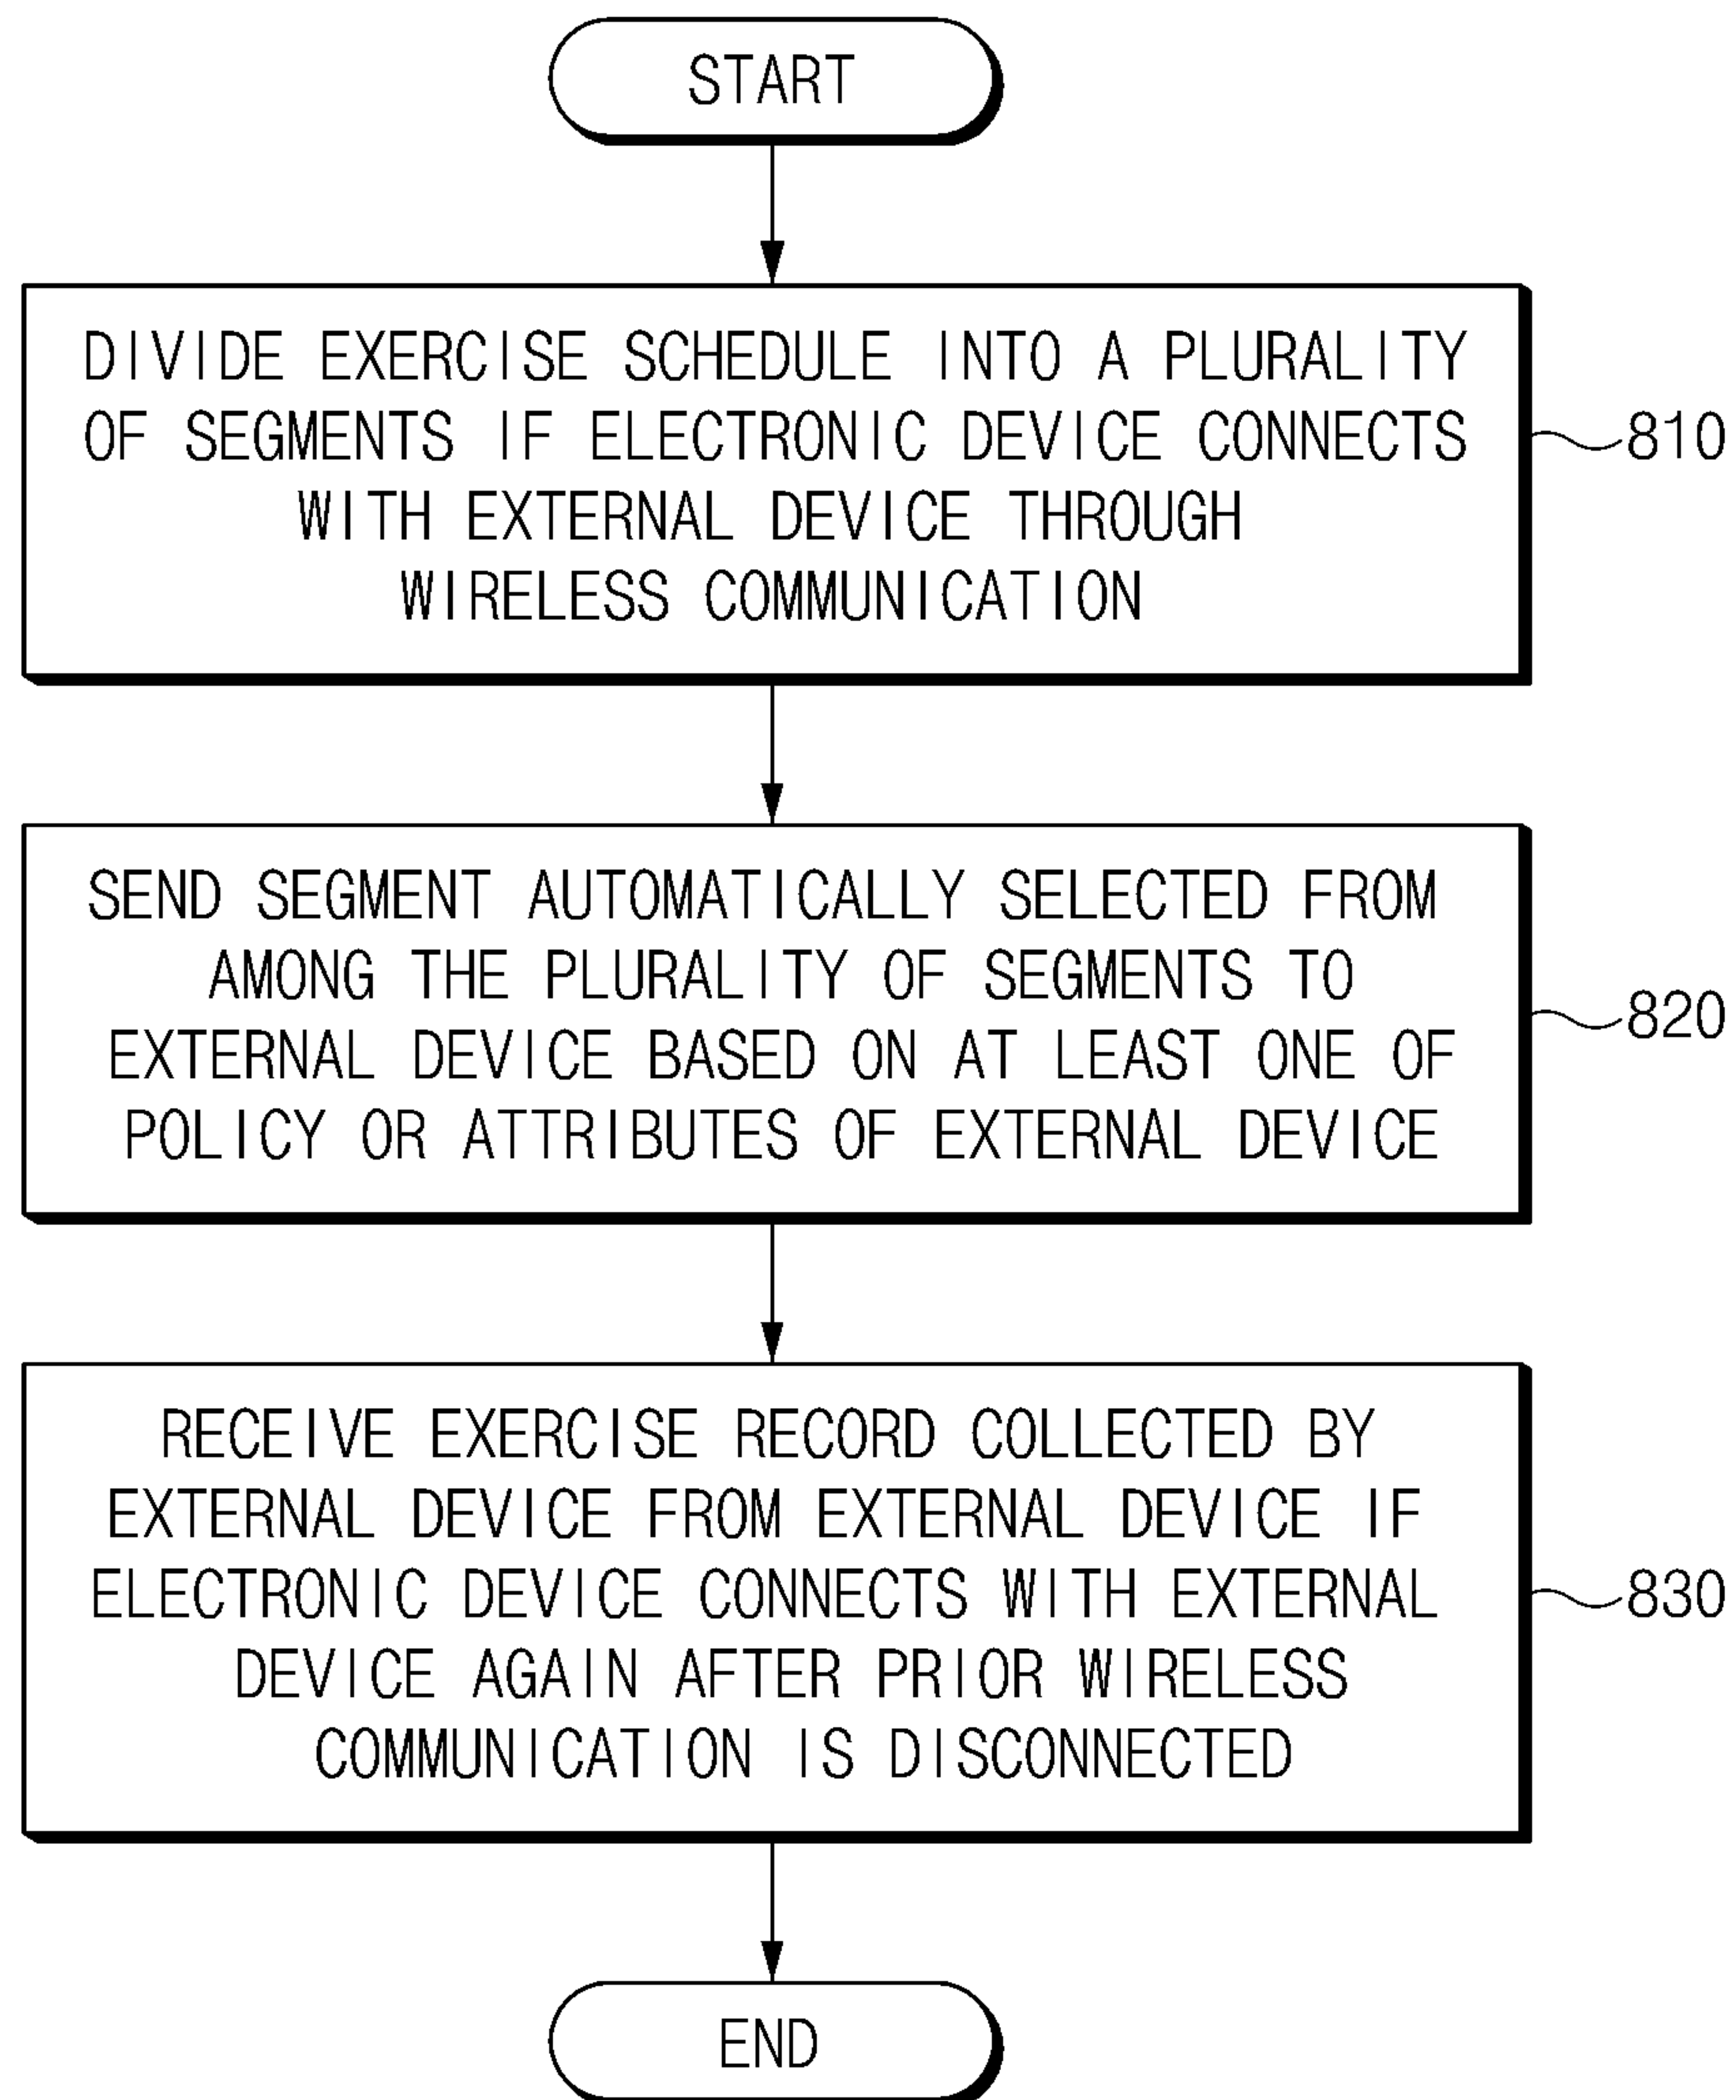 START
DIVIDE EXERCISE SCHEDULE INTO A PLURALITY
OF SEGMENTS IF ELECTRONIC DEVICE CONNECTS
WITH EXTERNAL DEVICE THROUGH
WIRELESS COMMUNICATION
810
SEND SEGMENT AUTOMATICALLY SELECTED FROM
AMONG THE PLURALITY OF SEGMENTS TO
EXTERNAL DEVICE BASED ON AT LEAST ONE OF
POLICY OR ATTRIBUTES OF EXTERNAL DEVICE
820
RECEIVE EXERCISE RECORD COLLECTED BY
EXTERNAL DEVICE FROM EXTERNAL DEVICE IF
ELECTRONIC DEVICE CONNECTS WITH EXTERNAL
DEVICE AGAIN AFTER PRIOR WIRELESS
COMMUNICATION IS DISCONNECTED
830
END